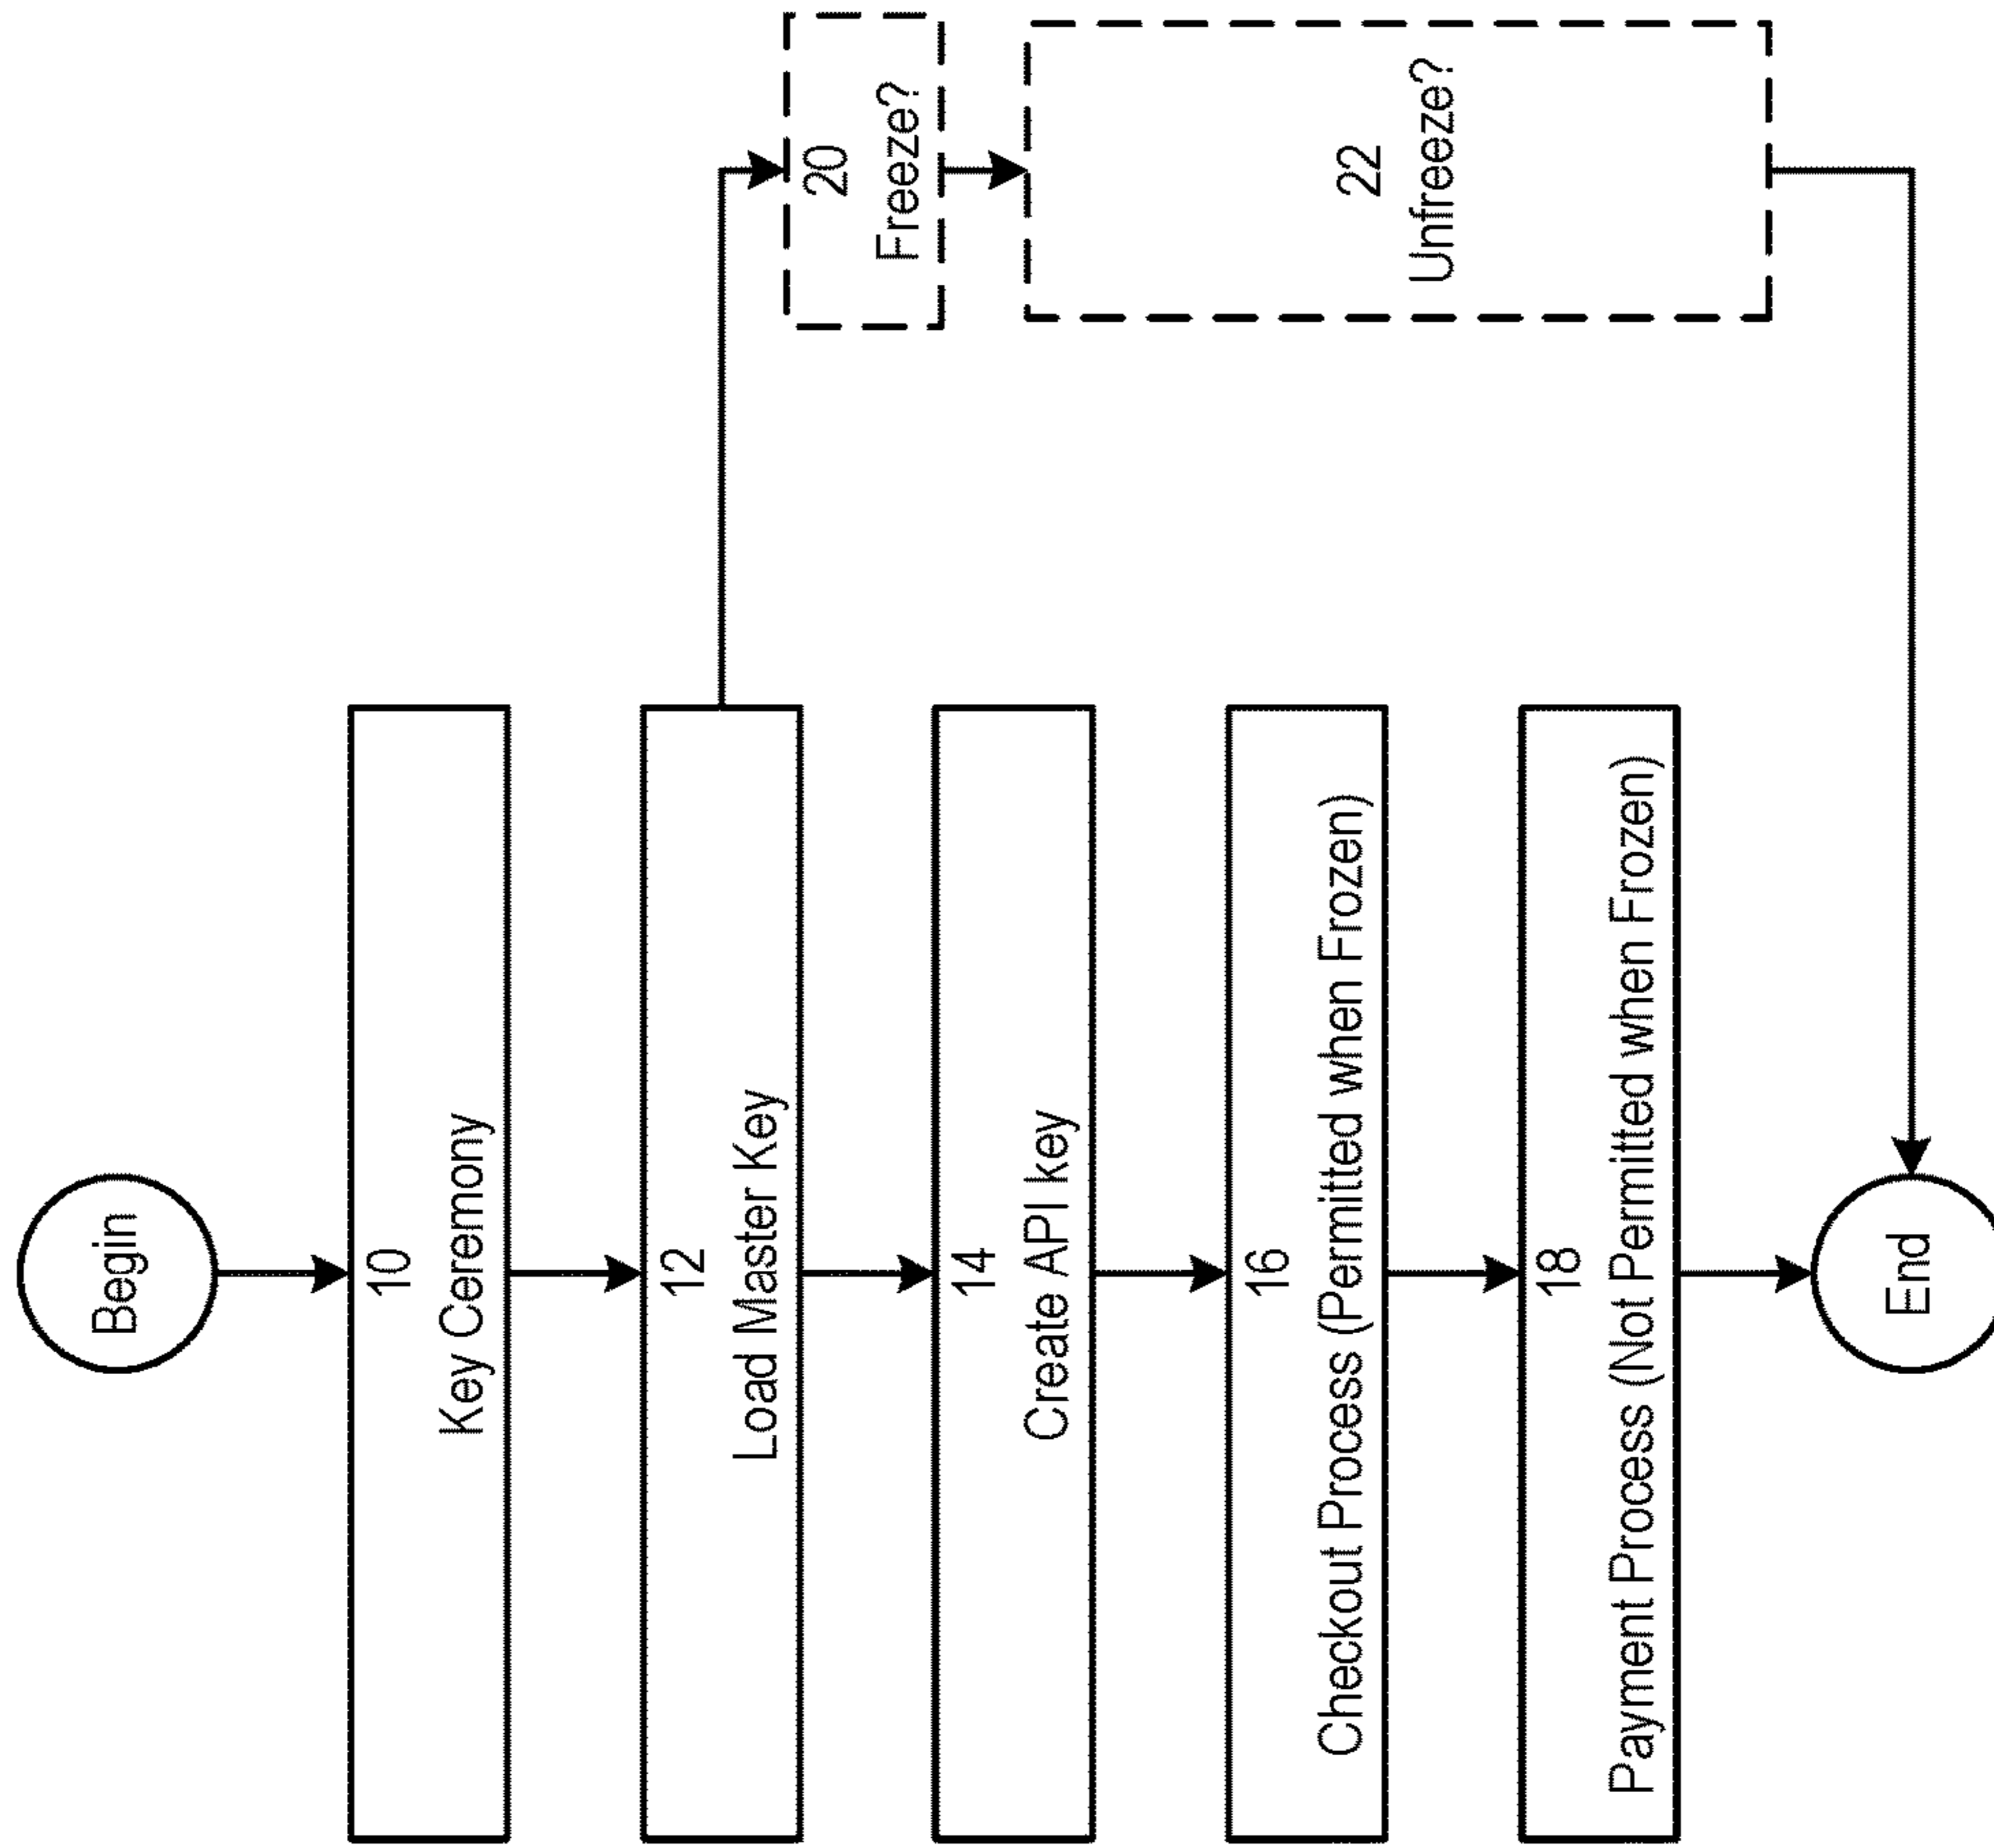 Begin
10
Key Ceremony
12
Load Master Key
14
Create API key
16
Checkout Process (Permitted when Frozen)
18
Payment Process (Not Permitted when Frozen)
End
20
Freeze?
22
Unfreeze?